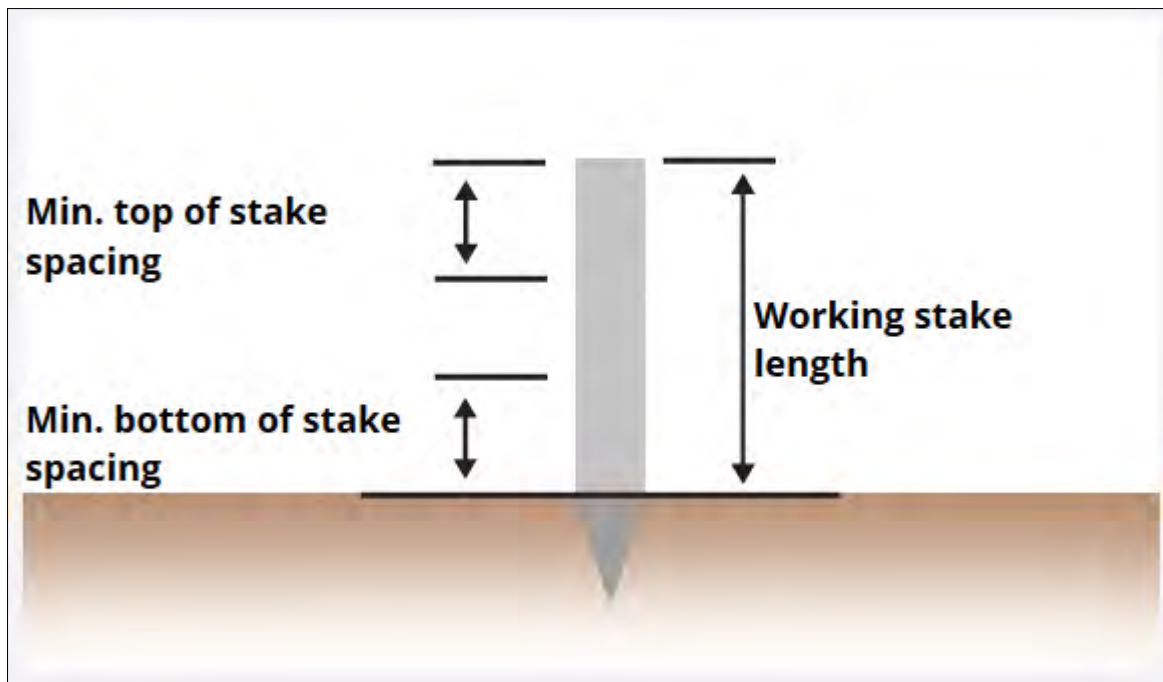 Min. top of stake
spacing
Working stake
length
Min. bottom of stake
spacing